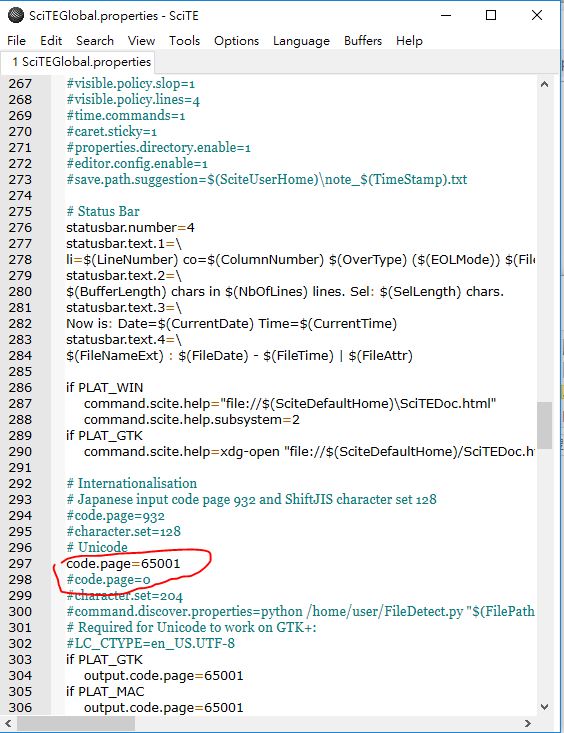 SciTEGlobal.properties - SciTE
File Edit Search View Tools Options Language Buffers Help
1 SciTEGlobal.properties
267 #visible.policy.slop=1
268 #visible.policy.lines=4
269 #time.commands=1
270 #caret.sticky=1
271 #properties.directory.enable=1
272 #editor.config.enable=1
273 #save.path.suggestion=$(SciteUserHome)\note_$(TimeStamp).txt
274
275 # Status Bar
276 statusbar.number=4
277 statusbar.text.1=\
278 li=$(LineNumber) co=$(ColumnNumber) $(OverType) ($(EOLMode)) $(File
279 statusbar.text.2=\
280 $(BufferLength) chars in $(NbOfLines) lines. Sel: $(SelLength) chars.
281 statusbar.text.3=\
282 Now is: Date=$(CurrentDate) Time=$(CurrentTime)
283 statusbar.text.4=\
284 $(FileNameExt) : $(FileDate) - $(FileTime) | $(FileAttr)
285
286 if PLAT_WIN
287 command.scite.help="file://$(SciteDefaultHome)\SciTEDoc.html"
288 command.scite.help.subsystem=2
289 if PLAT_GTK
290 command.scite.help=xdg-open "file://$(SciteDefaultHome)/SciTEDoc.ht
291
292 # Internationalisation
293 # Japanese input code page 932 and ShiftJIS character set 128
294 #code.page=932
295 #character.set=128
296 # Unicode
297 code.page=65001
298 #code.page=0
299 #character.set=204
300 #command.discover.properties=python /home/user/FileDetect.py "$(FilePath
301 # Required for Unicode to work on GTK+:
302 #LC_CTYPE=en_US.UTF-8
303 if PLAT_GTK
304 output.code.page=65001
305 if PLAT_MAC
306 output.code.page=65001